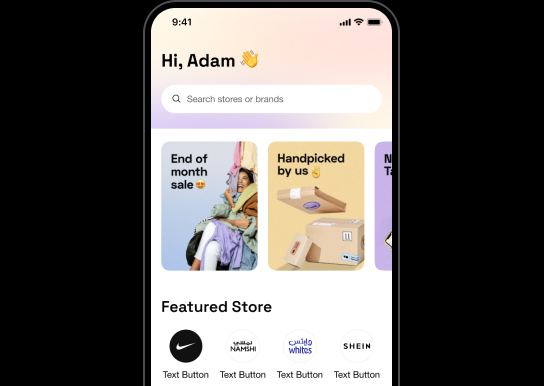 9:41
Hi, Adam 👋
Search stores or brands
End of
month
sale 😍
Handpicked
by us
N
Ta
Featured Store
نمشي
NAMSHI
وايتس
whites
SHEIN
Text Button
Text Button
Text Button
Text Button